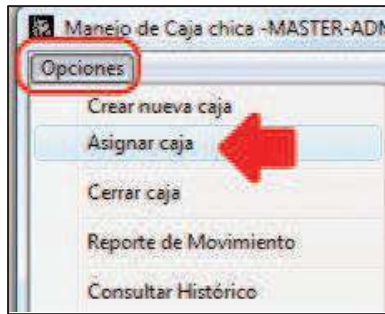 Manejo de Caja chica -MASTER-ADM
Opciones
Crear nueva caja
Asignar caja
Cerrar caja
Reporte de Movimiento
Consultar Histórico